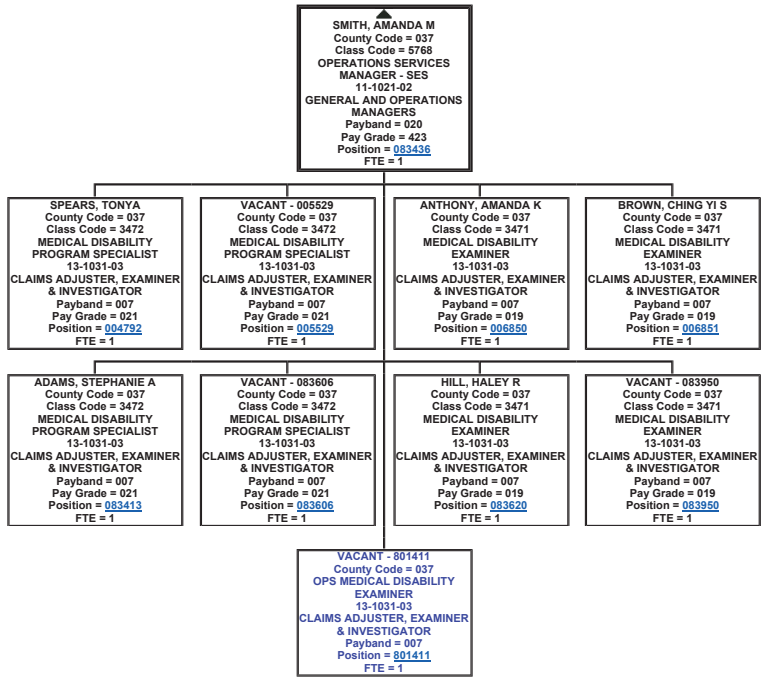 SMITH, AMANDA M
County Code = 037
Class Code = 5768
OPERATIONS SERVICES
MANAGER - SES
11-1021-02
GENERAL AND OPERATIONS
MANAGERS
Payband = 020
Pay Grade = 423
Position = 083436
FTE = 1
SPEARS, TONYA
County Code = 037
Class Code = 3472
MEDICAL DISABILITY
PROGRAM SPECIALIST
13-1031-03
CLAIMS ADJUSTER, EXAMINER
& INVESTIGATOR
Payband = 007
Pay Grade = 021
Position = 004792
FTE = 1
VACANT - 005529
County Code = 037
Class Code = 3472
MEDICAL DISABILITY
PROGRAM SPECIALIST
13-1031-03
CLAIMS ADJUSTER, EXAMINER
& INVESTIGATOR
Payband = 007
Pay Grade = 021
Position = 005529
FTE = 1
ANTHONY, AMANDA K
County Code = 037
Class Code = 3471
MEDICAL DISABILITY
EXAMINER
13-1031-03
CLAIMS ADJUSTER, EXAMINER
& INVESTIGATOR
Payband = 007
Pay Grade = 019
Position = 006850
FTE = 1
BROWN, CHING YI S
County Code = 037
Class Code = 3471
MEDICAL DISABILITY
EXAMINER
13-1031-03
CLAIMS ADJUSTER, EXAMINER
& INVESTIGATOR
Payband = 007
Pay Grade = 019
Position = 006851
FTE = 1
ADAMS, STEPHANIE A
County Code = 037
Class Code = 3472
MEDICAL DISABILITY
PROGRAM SPECIALIST
13-1031-03
CLAIMS ADJUSTER, EXAMINER
& INVESTIGATOR
Payband = 007
Pay Grade = 021
Position = 083413
FTE = 1
VACANT - 083606
County Code = 037
Class Code = 3472
MEDICAL DISABILITY
PROGRAM SPECIALIST
13-1031-03
CLAIMS ADJUSTER, EXAMINER
& INVESTIGATOR
Payband = 007
Pay Grade = 021
Position = 083606
FTE = 1
HILL, HALEY R
County Code = 037
Class Code = 3471
MEDICAL DISABILITY
EXAMINER
13-1031-03
CLAIMS ADJUSTER, EXAMINER
& INVESTIGATOR
Payband = 007
Pay Grade = 019
Position = 083620
FTE = 1
VACANT - 083950
County Code = 037
Class Code = 3471
MEDICAL DISABILITY
EXAMINER
13-1031-03
CLAIMS ADJUSTER, EXAMINER
& INVESTIGATOR
Payband = 007
Pay Grade = 019
Position = 083950
FTE = 1
VACANT - 801411
County Code = 037
OPS MEDICAL DISABILITY
EXAMINER
13-1031-03
CLAIMS ADJUSTER, EXAMINER
& INVESTIGATOR
Payband = 007
Position = 801411
FTE = 1